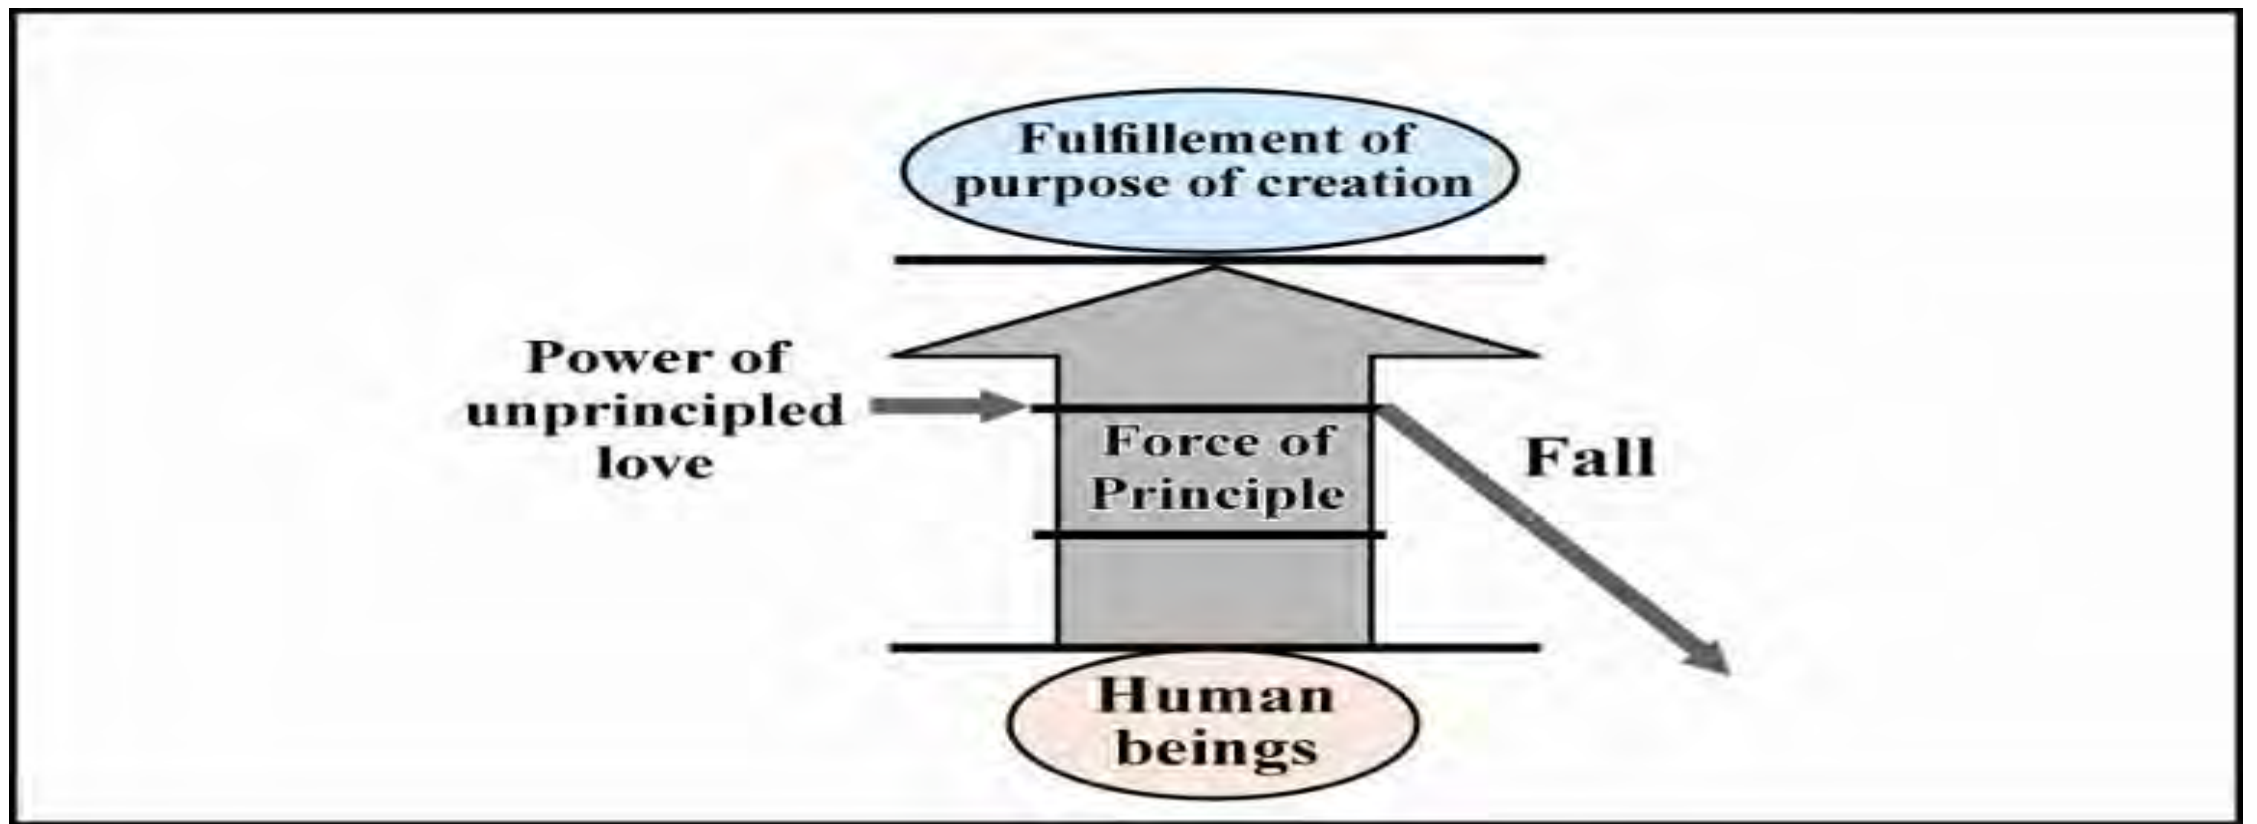 Fulfillement of
purpose of creation
Power of
unprincipled
love
Force of
Principle
Fall
Human
beings